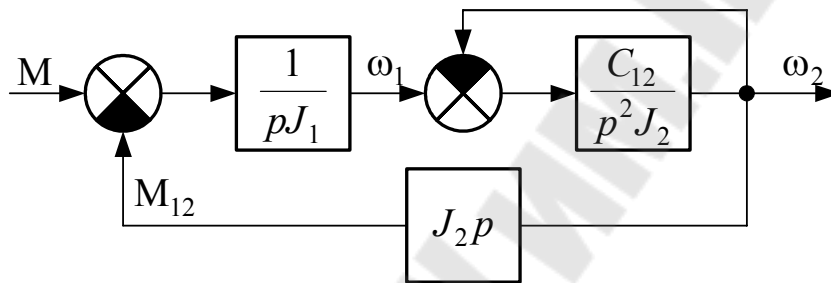 M
M₁₂
1
pJ₁
ω₁
C₁₂
p²J₂
ω₂
J₂p